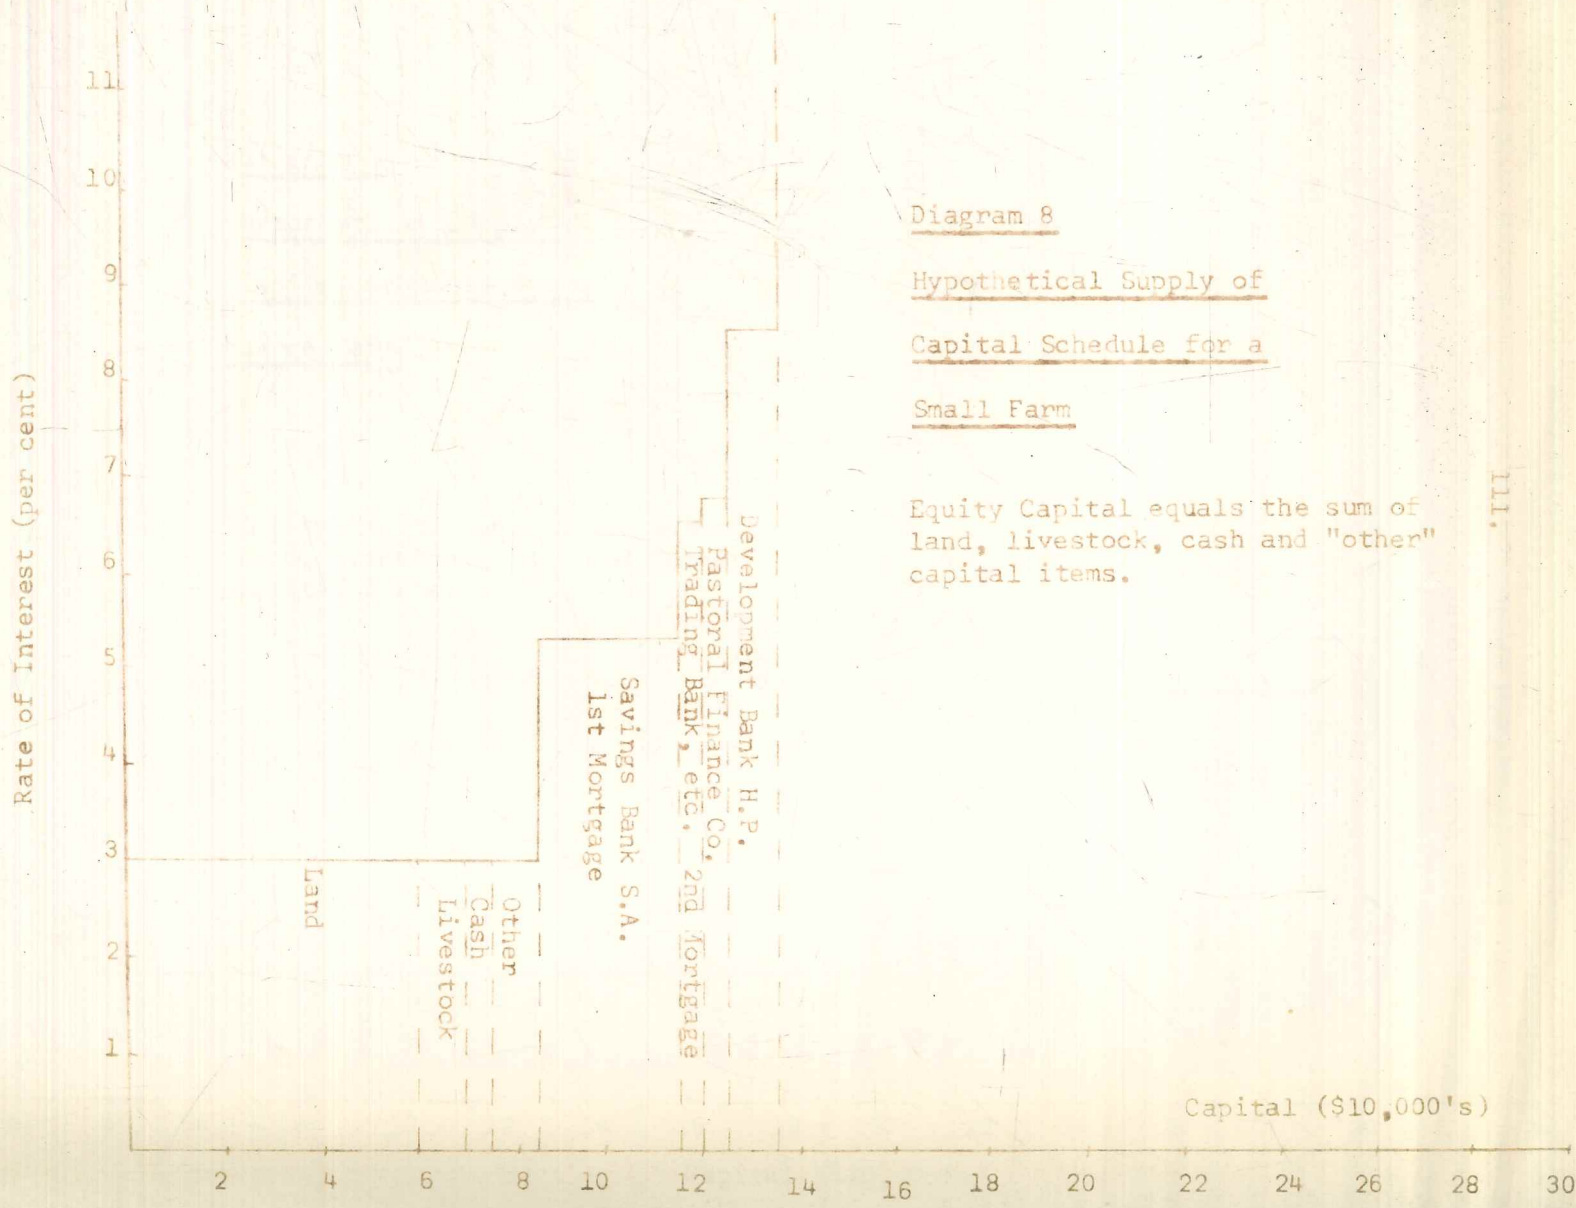 Diagram 8
Hypothetical Supply of
Capital Schedule for a
Small Farm
Equity Capital equals the sum of
land, livestock, cash and "other"
capital items.
111.
Rate of Interest (per cent)
11
10
9
8
7
6
5
4
3
2
1
Land
Livestock
Cash
Other
Savings Bank S.A.
1st Mortgage
Trading Bank, etc. 2nd Mortgage
Pastoral Finance Co.
Development Bank H.P.
Capital ($10,000's)
2 4 6 8 10 12 14 16 18 20 22 24 26 28 30